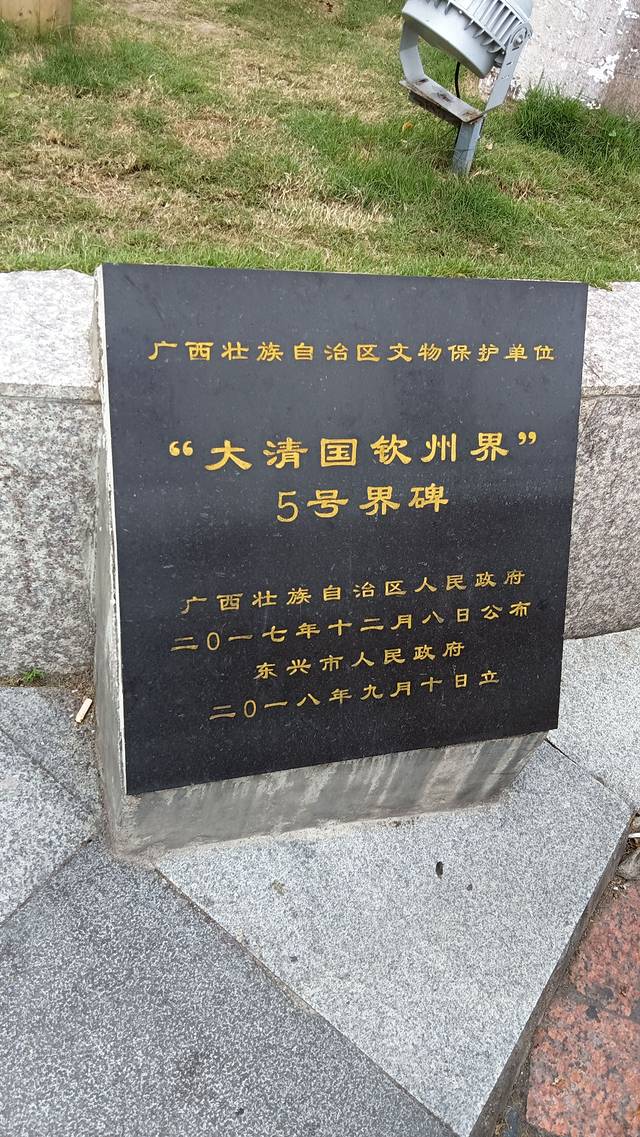 广西壮族自治区文物保护单位
“大清国钦州界”
5号界碑
广西壮族自治区人民政府
二〇一七年十二月八日公布
东兴市人民政府
二〇一八年九月十日立